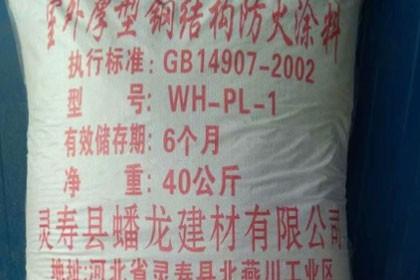 室外厚型钢结构防火涂料
执行标准:GB14907-2002
型 号:WH-PL-1
有效储存期:6个月
净 重:40公斤
灵寿县蟠龙建材有限公司
地址:河北省灵寿县北燕川工业区